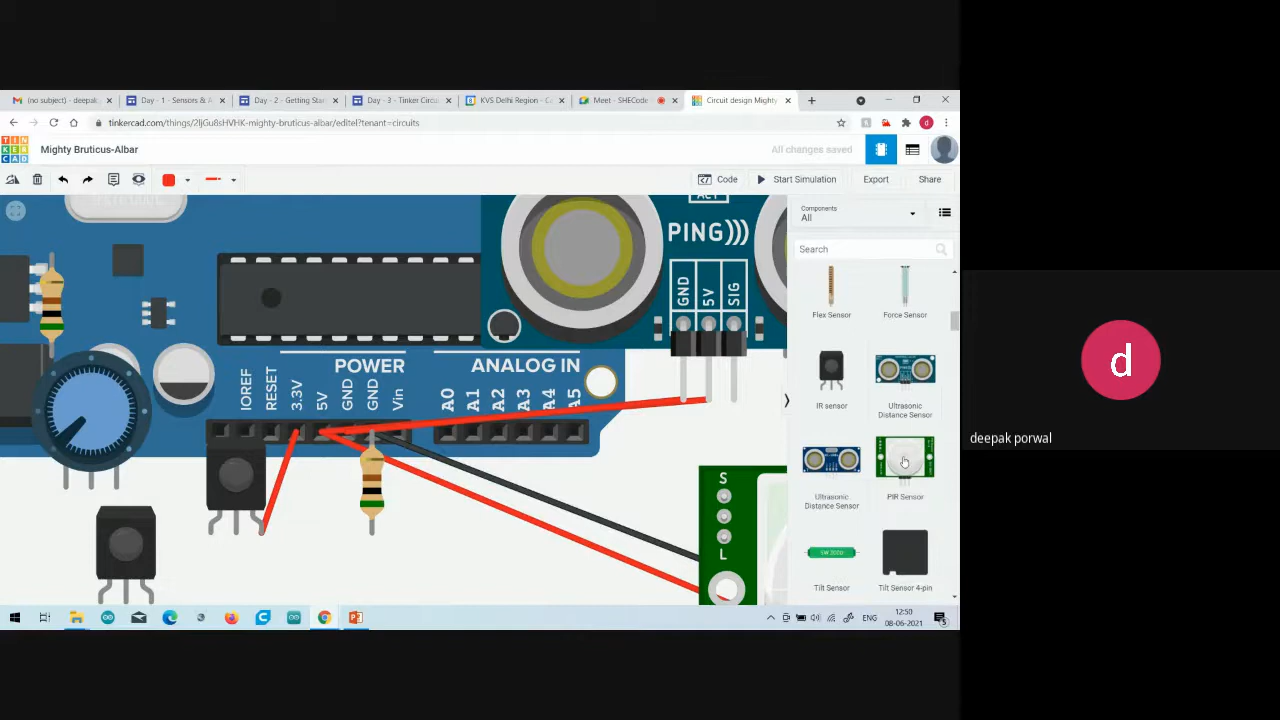 (no subject) - deepak
Day - 1 - Sensors & A
Day - 2 - Getting Star
Day - 3 - Tinker Circu
KVS Delhi Region - C
Meet - SHECode
Circuit design Mighty
tinkercad.com/things/2ljGu8sHVHK-mighty-bruticus-albar/editel?tenant=circuits
TIN
KER
CAD
Mighty Bruticus-Albar
All changes saved
Code
Start Simulation
Export
Share
Components
All
Search
PING)))
GND
5V
SIG
POWER
ANALOG IN
IOREF
RESET
3.3V
5V
GND
GND
Vin
A0
A1
A2
A3
A4
A5
S
L
Flex Sensor
Force Sensor
IR sensor
Ultrasonic
Distance Sensor
Ultrasonic
Distance Sensor
PIR Sensor
Tilt Sensor
Tilt Sensor 4-pin
ENG
12:50
08-06-2021
d
deepak porwal